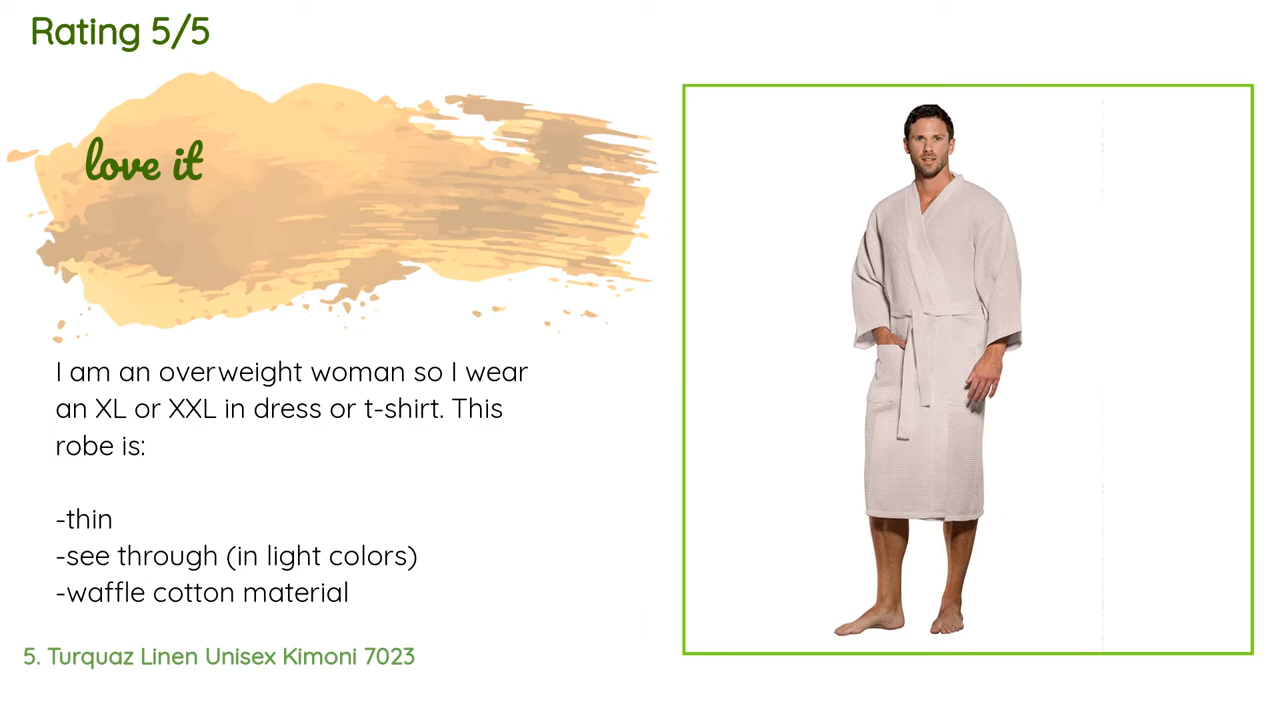 Rating 5/5
love it
I am an overweight woman so I wear
an XL or XXL in dress or t-shirt. This
robe is:
-thin
-see through (in light colors)
-waffle cotton material
5. Turquaz Linen Unisex Kimoni 7023